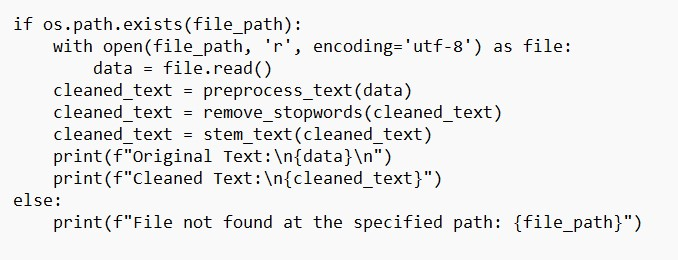 if os.path.exists(file_path):
    with open(file_path, 'r', encoding='utf-8') as file:
        data = file.read()
    cleaned_text = preprocess_text(data)
    cleaned_text = remove_stopwords(cleaned_text)
    cleaned_text = stem_text(cleaned_text)
    print(f"Original Text:\n{data}\n")
    print(f"Cleaned Text:\n{cleaned_text}")
else:
    print(f"File not found at the specified path: {file_path}")